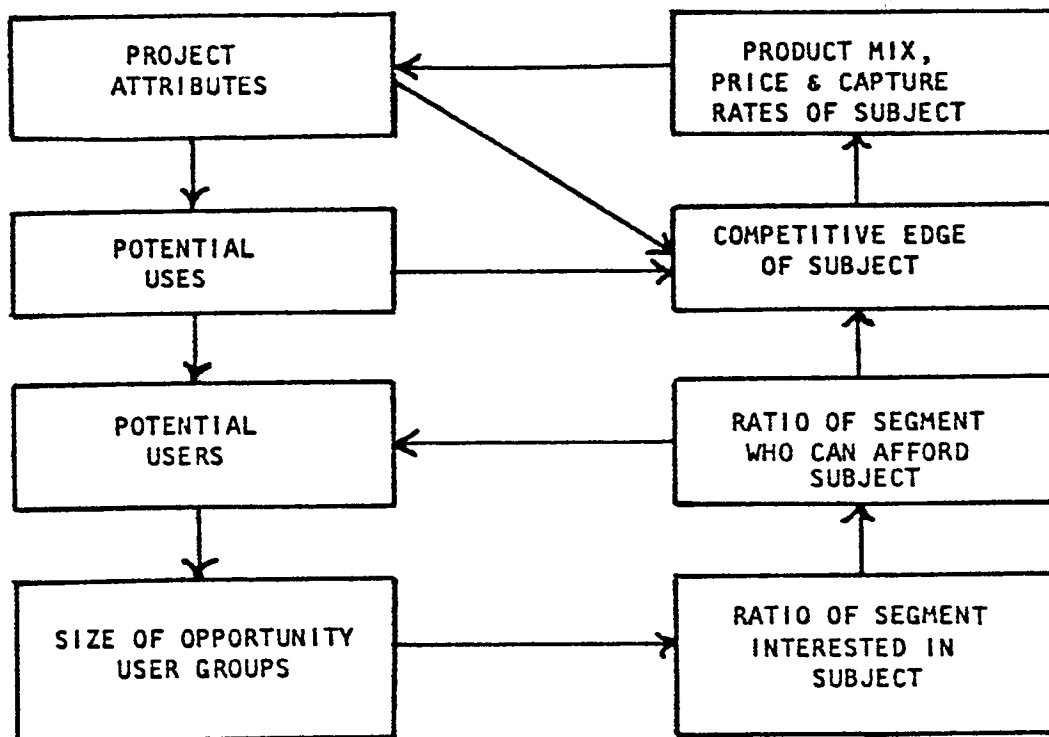 PROJECT
ATTRIBUTES
PRODUCT MIX,
PRICE & CAPTURE
RATES OF SUBJECT
POTENTIAL
USES
COMPETITIVE EDGE
OF SUBJECT
POTENTIAL
USERS
RATIO OF SEGMENT
WHO CAN AFFORD
SUBJECT
SIZE OF OPPORTUNITY
USER GROUPS
RATIO OF SEGMENT
INTERESTED IN
SUBJECT